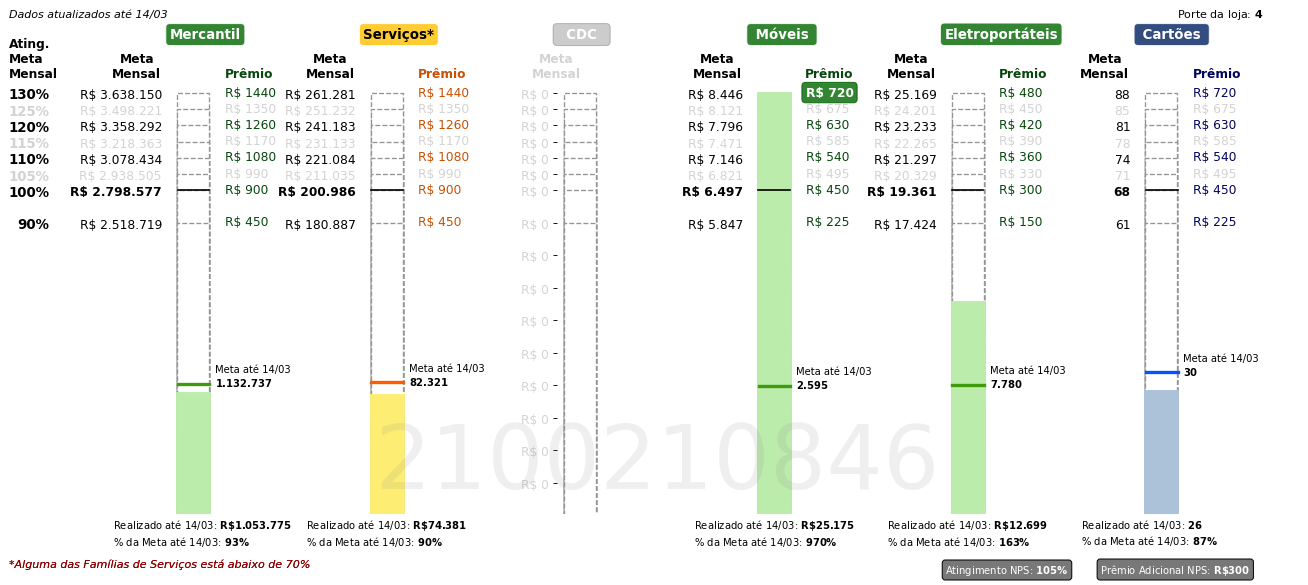 Dados atualizados até 14/03 Porte da loja: 4
Mercantil Serviços* CDC Móveis Eletroportáteis Cartões
Ating. Meta Mensal Meta Mensal Prêmio Meta Mensal Prêmio Meta Mensal Meta Mensal Prêmio Meta Mensal Prêmio Meta Mensal Prêmio
130% R$ 3.638.150 R$ 1440 R$ 261.281 R$ 1440 R$ 0 R$ 8.446 R$ 720 R$ 25.169 R$ 480 88 R$ 720
125% R$ 3.498.221 R$ 1350 R$ 251.232 R$ 1350 R$ 0 R$ 8.121 R$ 675 R$ 24.201 R$ 450 85 R$ 675
120% R$ 3.358.292 R$ 1260 R$ 241.183 R$ 1260 R$ 0 R$ 7.796 R$ 630 R$ 23.233 R$ 420 81 R$ 630
115% R$ 3.218.363 R$ 1170 R$ 231.133 R$ 1170 R$ 0 R$ 7.471 R$ 585 R$ 22.265 R$ 390 78 R$ 585
110% R$ 3.078.434 R$ 1080 R$ 221.084 R$ 1080 R$ 0 R$ 7.146 R$ 540 R$ 21.297 R$ 360 74 R$ 540
105% R$ 2.938.505 R$ 990 R$ 211.035 R$ 990 R$ 0 R$ 6.821 R$ 495 R$ 20.329 R$ 330 71 R$ 495
100% R$ 2.798.577 R$ 900 R$ 200.986 R$ 900 R$ 0 R$ 6.497 R$ 450 R$ 19.361 R$ 300 68 R$ 450
90% R$ 2.518.719 R$ 450 R$ 180.887 R$ 450 R$ 0 R$ 5.847 R$ 225 R$ 17.424 R$ 150 61 R$ 225
R$ 0
R$ 0
R$ 0
R$ 0
Meta até 14/03 Meta até 14/03 Meta até 14/03 Meta até 14/03 Meta até 14/03
1.132.737 82.321 R$ 0 2.595 7.780 30
R$ 0
2100210846
R$ 0
R$ 0
Realizado até 14/03: R$1.053.775 Realizado até 14/03: R$74.381 Realizado até 14/03: R$25.175 Realizado até 14/03: R$12.699 Realizado até 14/03: 26
% da Meta até 14/03: 93% % da Meta até 14/03: 90% % da Meta até 14/03: 970% % da Meta até 14/03: 163% % da Meta até 14/03: 87%
*Alguma das Famílias de Serviços está abaixo de 70% Atingimento NPS: 105% Prêmio Adicional NPS: R$300